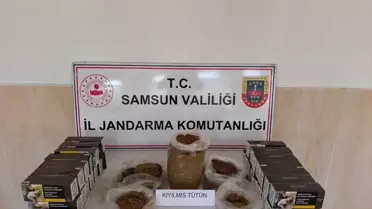 T.C.
SAMSUN VALİLİĞİ
İL JANDARMA KOMUTANLIĞI
KIYILMIŞ TÜTÜN